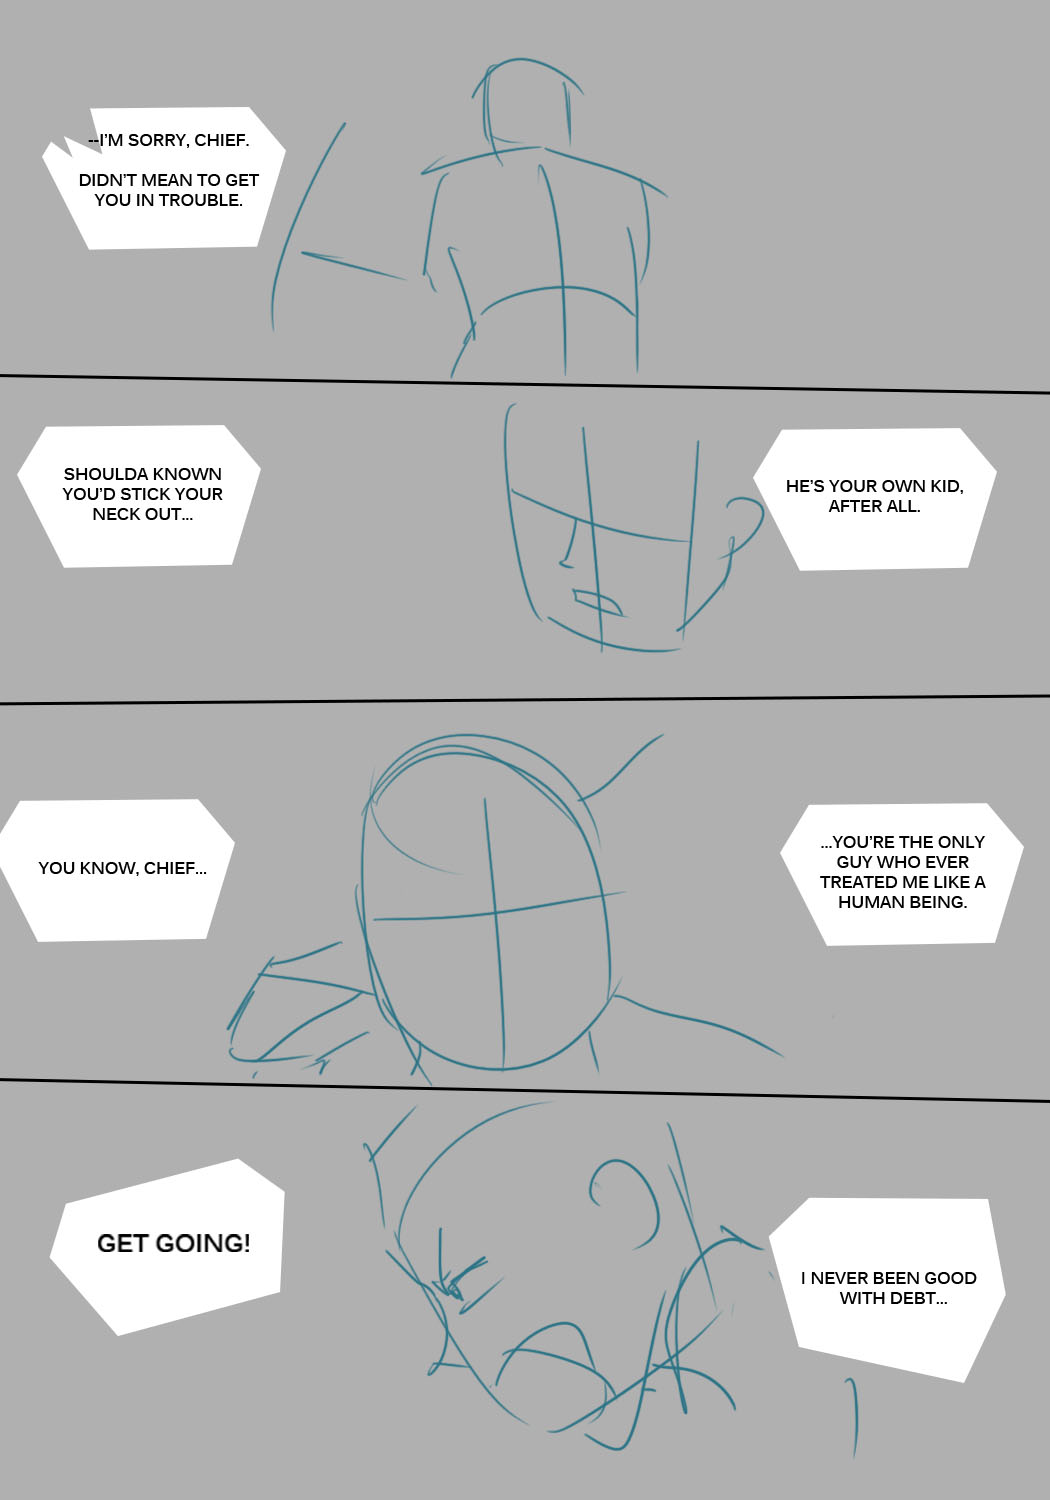 --I'M SORRY, CHIEF.
DIDN'T MEAN TO GET
YOU IN TROUBLE.
SHOULDA KNOWN
YOU'D STICK YOUR
NECK OUT...
HE'S YOUR OWN KID,
AFTER ALL.
YOU KNOW, CHIEF...
...YOU'RE THE ONLY
GUY WHO EVER
TREATED ME LIKE A
HUMAN BEING.
GET GOING!
I NEVER BEEN GOOD
WITH DEBT...